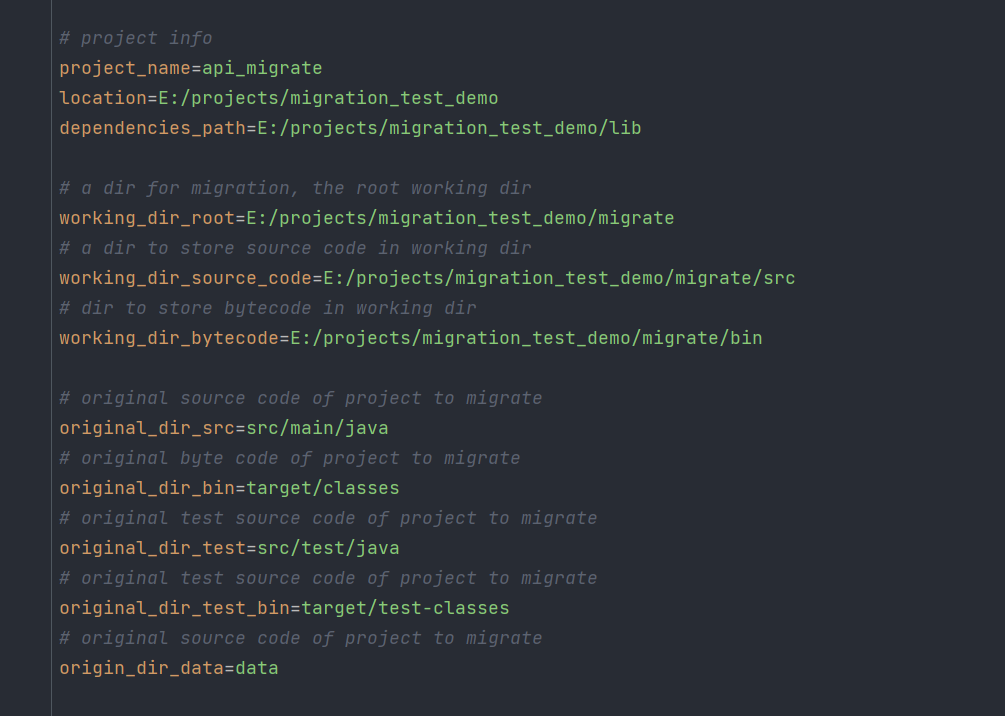 # project info
project_name=api_migrate
location=E:/projects/migration_test_demo
dependencies_path=E:/projects/migration_test_demo/lib
# a dir for migration, the root working dir
working_dir_root=E:/projects/migration_test_demo/migrate
# a dir to store source code in working dir
working_dir_source_code=E:/projects/migration_test_demo/migrate/src
# dir to store bytecode in working dir
working_dir_bytecode=E:/projects/migration_test_demo/migrate/bin
# original source code of project to migrate
original_dir_src=src/main/java
# original byte code of project to migrate
original_dir_bin=target/classes
# original test source code of project to migrate
original_dir_test=src/test/java
# original test source code of project to migrate
original_dir_test_bin=target/test-classes
# original source code of project to migrate
origin_dir_data=data